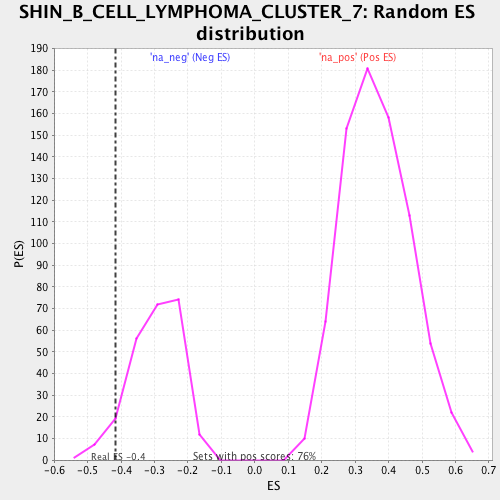 SHIN_B_CELL_LYMPHOMA_CLUSTER_7: Random ES
distribution
'na_neg' (Neg ES)
'na_pos' (Pos ES)
190
180
170
160
150
140
130
120
110
100
90
80
70
60
50
40
30
20
10
0
P(ES)
Real ES -0.4
Sets with pos scores: 76%
-0.6 -0.5 -0.4 -0.3 -0.2 -0.1 0.0 0.1 0.2 0.3 0.4 0.5 0.6 0.7
ES